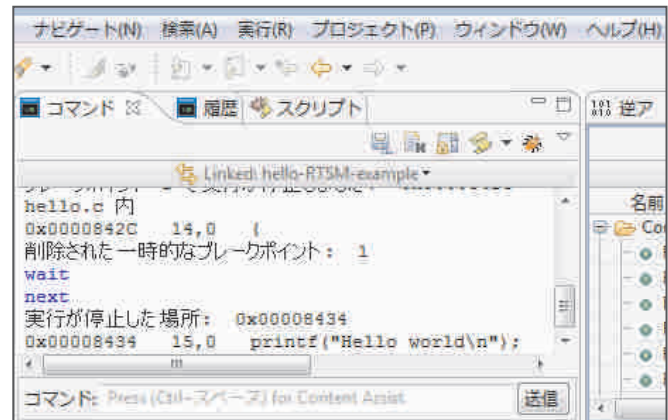 ナビゲート(N) 検索(A) 実行(R) プロジェクト(P) ウィンドウ(W) ヘルプ(H)
コマンド 履歴 スクリプト 逆ア
Linked: hello-RTSM-example
hello.c 内
0x0000842C 14,0 {
削除された一時的なブレークポイント: 1
wait
next
実行が停止した場所: 0x00008434
0x00008434 15,0 printf("Hello world\n");
コマンド: Press (Ctrl-スペース) for Content Assist 送信
名前
Co